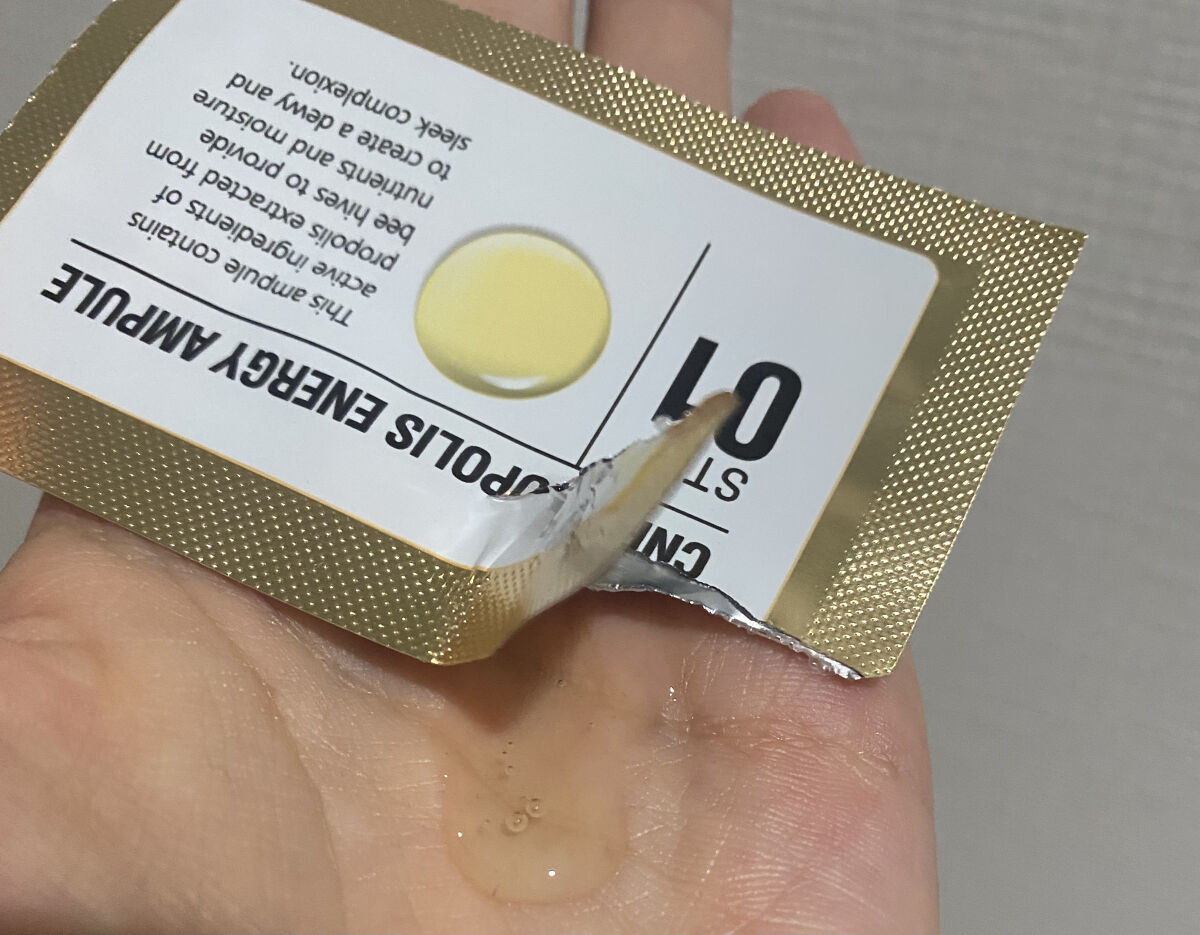 CN
ST
01
OPOLIS ENERGY AMPULE
This ampule contains
active ingredients of
propolis extracted from
bee hives to provide
nutrients and moisture
to create a dewy and
sleek complexion.